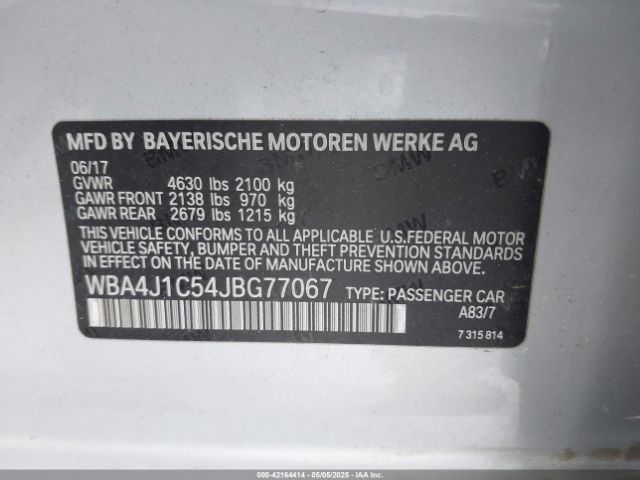 MFD BY BAYERISCHE MOTOREN WERKE AG
06/17
GVWR 4630 lbs 2100 kg
GAWR FRONT 2138 lbs 970 kg
GAWR REAR 2679 lbs 1215 kg
THIS VEHICLE CONFORMS TO ALL APPLICABLE U.S.FEDERAL MOTOR
VEHICLE SAFETY, BUMPER AND THEFT PREVENTION STANDARDS
IN EFFECT ON THE DATE OF MANUFACTURE SHOWN ABOVE.
WBA4J1C54JBG77067 TYPE: PASSENGER CAR
A83/7
7 315 814
000-42164414 - 05/05/2025 - IAA, Inc.